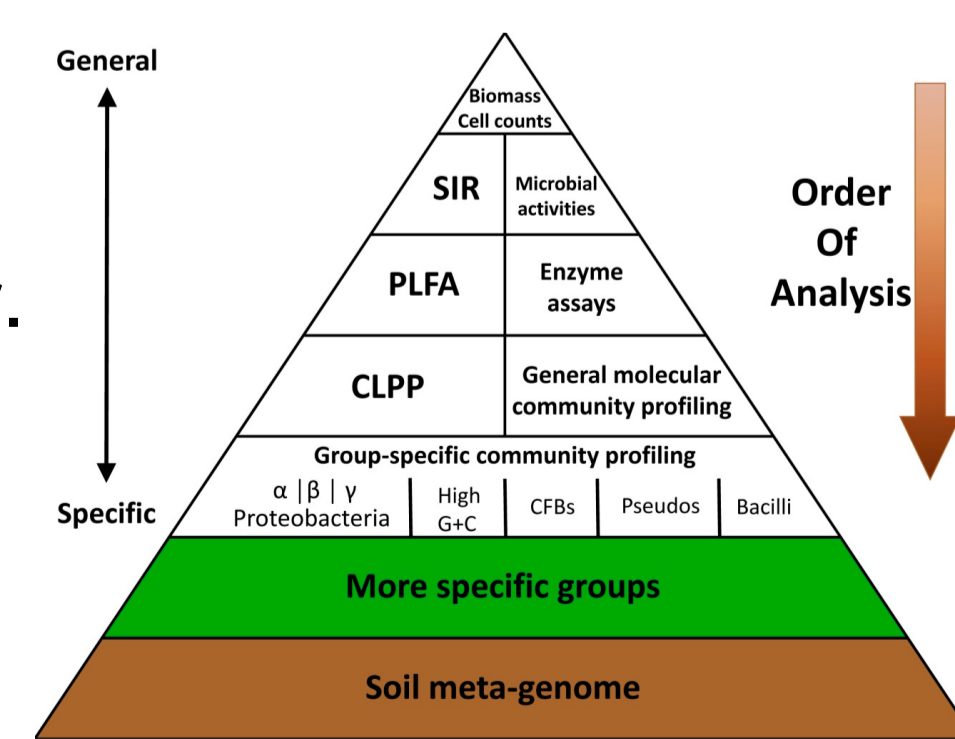 General
Biomass
Cell counts
SIR
Microbial
activities
Order
Of
Analysis
PLFA
Enzyme
assays
CLPP
General molecular
community profiling
Group-specific community profiling
Specific
α |β | γ
Proteobacteria
High
G+C
CFBs
Pseudos
Bacilli
More specific groups
Soil meta-genome